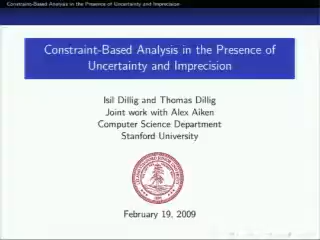 Constraint-Based Analysis in the Presence of Uncertainty and Imprecision
Constraint-Based Analysis in the Presence of
Uncertainty and Imprecision
Isil Dillig and Thomas Dillig
Joint work with Alex Aiken
Computer Science Department
Stanford University
February 19, 2009